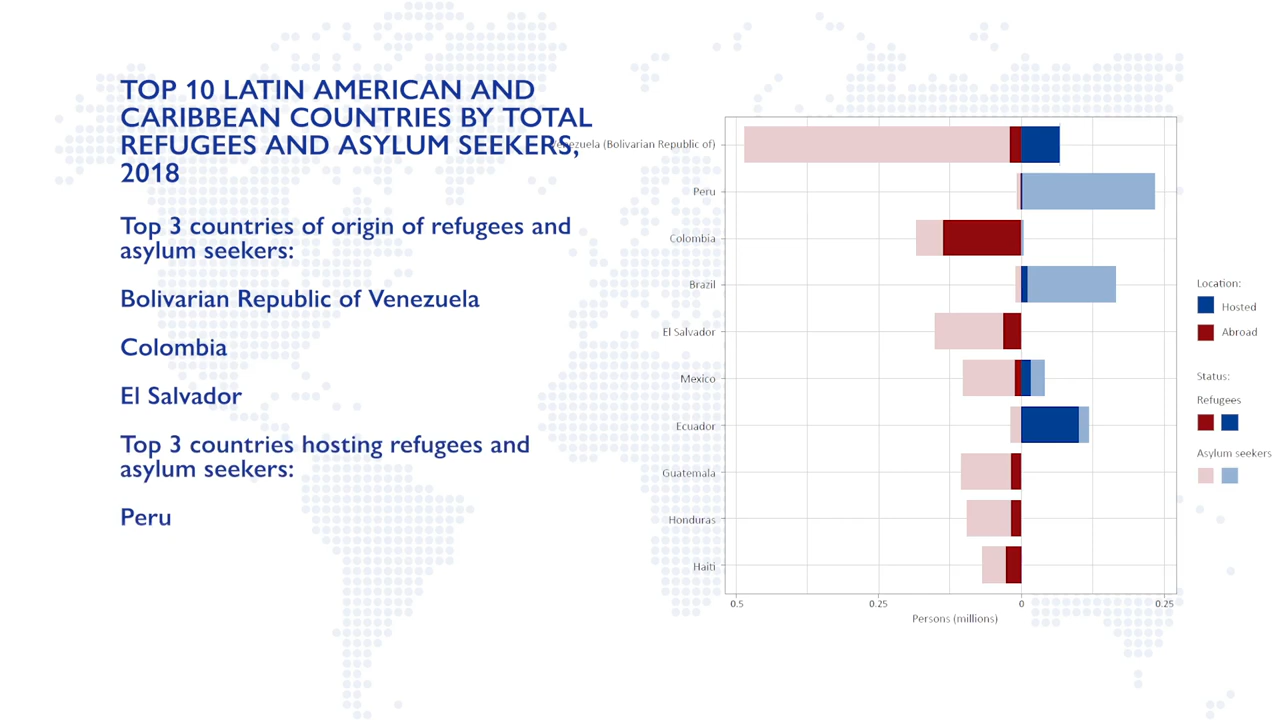 TOP 10 LATIN AMERICAN AND
CARIBBEAN COUNTRIES BY TOTAL
REFUGEES AND ASYLUM SEEKERS,
2018
Top 3 countries of origin of refugees and
asylum seekers:
Bolivarian Republic of Venezuela
Colombia
El Salvador
Top 3 countries hosting refugees and
asylum seekers:
Peru
Venezuela (Bolivarian Republic of)
Peru
Colombia
Brazil
El Salvador
Mexico
Ecuador
Guatemala
Honduras
Haiti
0.5 0.25 0 0.25
Persons (millions)
Location:
Hosted
Abroad
Status:
Refugees
Asylum seekers